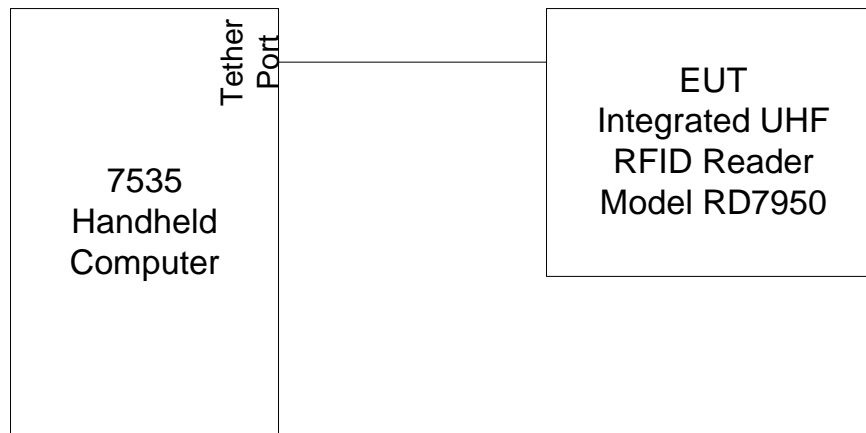 Tether
Port
7535
Handheld
Computer
EUT
Integrated UHF
RFID Reader
Model RD7950